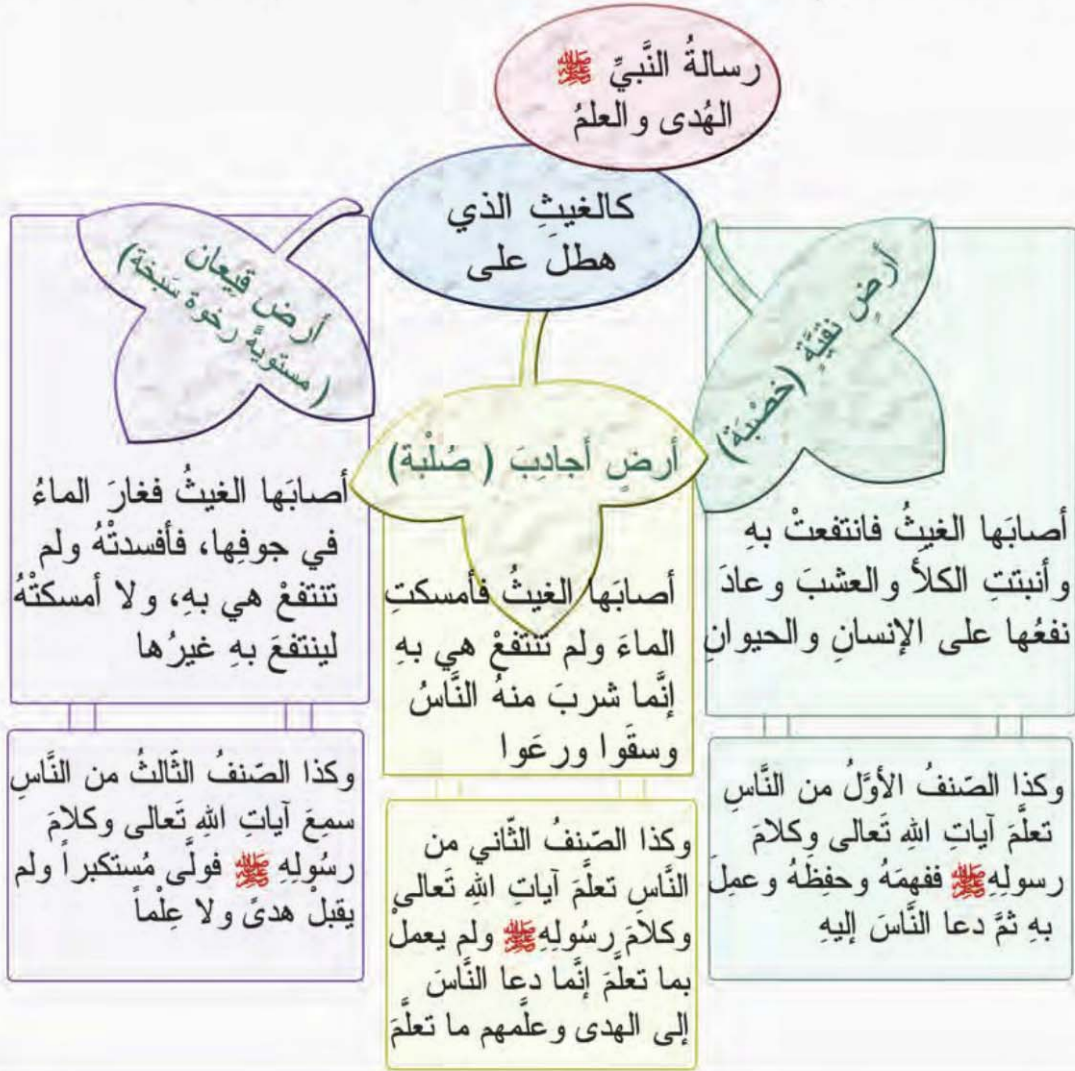 رسالةُ النَّبيِّ ﷺ
الهُدى والعلمُ
كالغيثِ الذي
هطلَ على
أرضٍ نقيَّةٍ (خصْبَةٍ)
أصابَها الغيثُ فانتفعتْ بهِ
وأنبتتِ الكلأَ والعشبَ وعادَ
نفعُها على الإنسانِ والحيوانِ
وكذا الصّنفُ الأوَّلُ من النَّاسِ
تعلَّمَ آياتِ اللهِ تَعالى وكلامَ
رسولِهِ ﷺ ففهِمَهُ وحفِظَهُ وعمِلَ
بهِ ثمَّ دعا النَّاسَ إليهِ
أرضٍ أجادِبَ ( صُلْبة)
أصابَها الغيثُ فأمسكتِ
الماءَ ولم تنتفعْ هي بهِ
إنَّما شربَ منهُ النَّاسُ
وسقَوا ورعَوا
وكذا الصّنفُ الثّاني من
النَّاسِ تعلَّمَ آياتِ اللهِ تَعالى
وكلامَ رسُولِهِ ﷺ ولم يعملْ
بما تعلَّمَ إنَّما دعا النَّاسَ
إلى الهدى وعلَّمهم ما تعلَّمَ
أرض قيعان
( مستويةً رخوةً سَبِخة)
أصابَها الغيثُ فغارَ الماءُ
في جوفِها، فأفسدتْهُ ولم
تنتفعْ هي بهِ، ولا أمسكتْهُ
لينتفعَ بهِ غيرُها
وكذا الصّنفُ الثّالثُ من النَّاسِ
سمِعَ آياتِ اللهِ تَعالى وكلامَ
رسُولِهِ ﷺ فولَّى مُستكبراً ولم
يقبلْ هدىً ولا عِلْماً